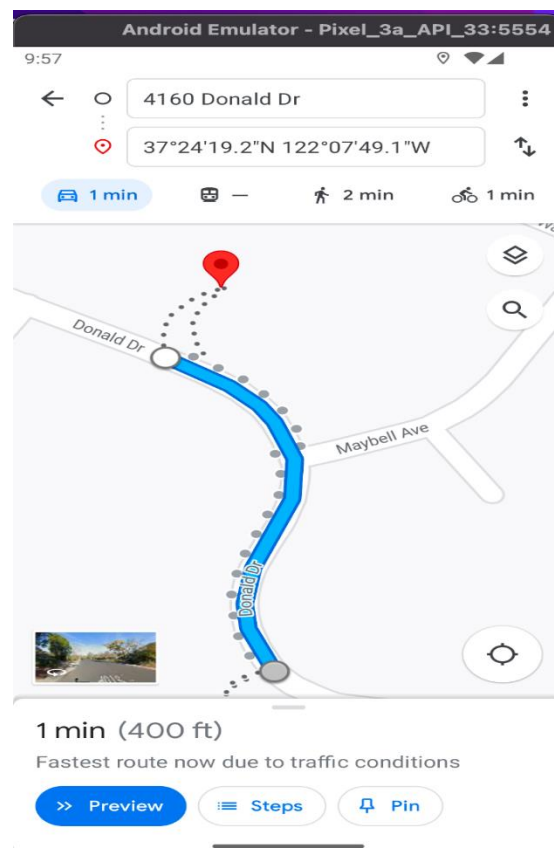 Android Emulator - Pixel_3a_API_33:5554
9:57
4160 Donald Dr
37°24'19.2"N 122°07'49.1"W
1 min
—
2 min
1 min
Donald Dr
Maybell Ave
Donald Dr
1 min (400 ft)
Fastest route now due to traffic conditions
Preview
Steps
Pin